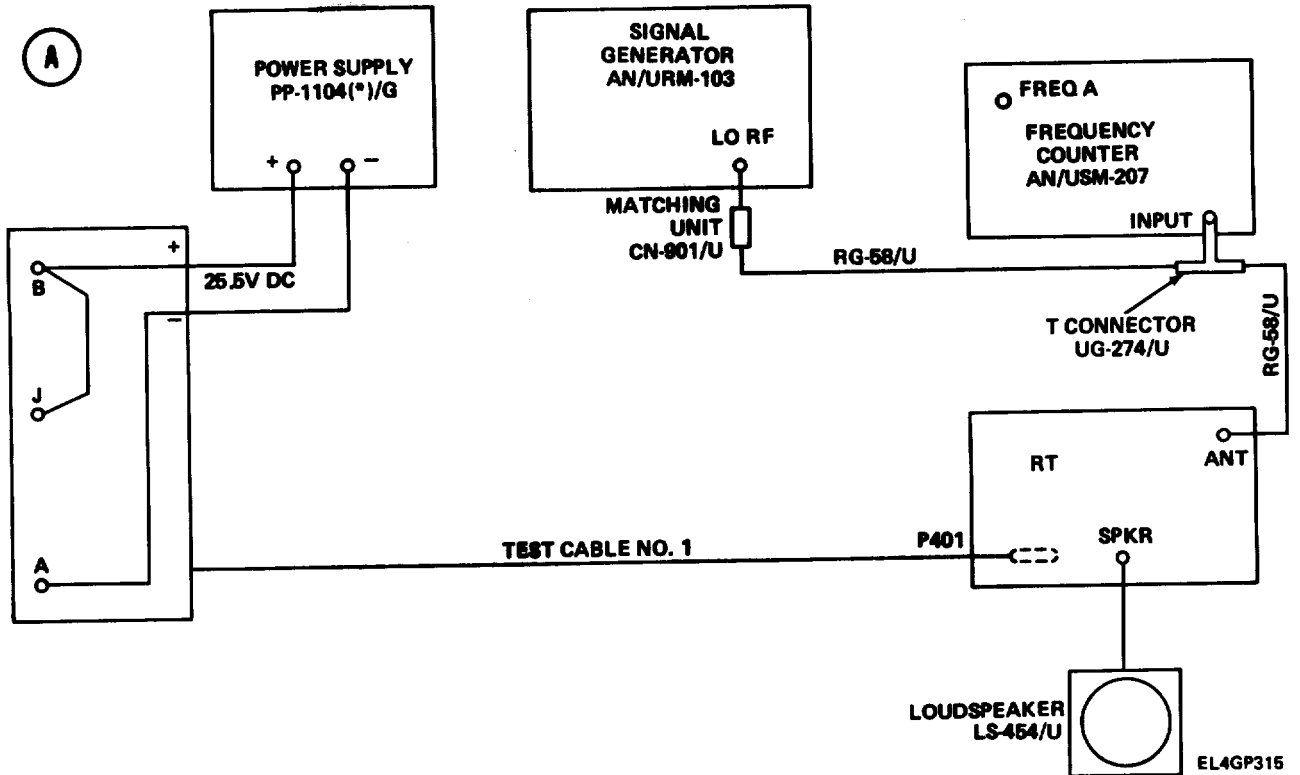 A
POWER SUPPLY
PP-1104(*)/G
+
−
SIGNAL
GENERATOR
AN/URM-103
LO RF
MATCHING
UNIT
CN-901/U
RG-58/U
FREQ A
FREQUENCY
COUNTER
AN/USM-207
INPUT
T CONNECTOR
UG-274/U
RG-58/U
+
B
25.5V DC
−
J
A
TEST CABLE NO. 1
P401
RT
ANT
SPKR
LOUDSPEAKER
LS-454/U
EL4GP315